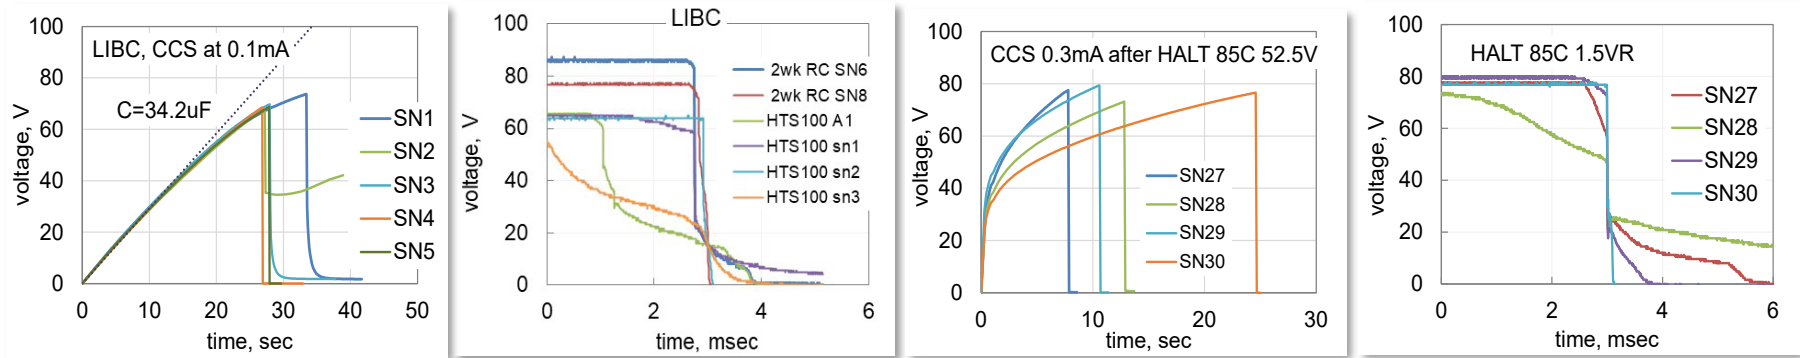 LIBC, CCS at 0.1mA
C=34.2uF
voltage, V
100
80
60
40
20
0
0
10
20
30
40
50
time, sec
SN1
SN2
SN3
SN4
SN5
LIBC
voltage, V
100
80
60
40
20
0
0
2
4
6
time, msec
2wk RC SN6
2wk RC SN8
HTS100 A1
HTS100 sn1
HTS100 sn2
HTS100 sn3
CCS 0.3mA after HALT 85C 52.5V
voltage, V
100
80
60
40
20
0
0
10
20
30
time, sec
SN27
SN28
SN29
SN30
HALT 85C 1.5VR
voltage, V
100
80
60
40
20
0
0
2
4
6
time, msec
SN27
SN28
SN29
SN30